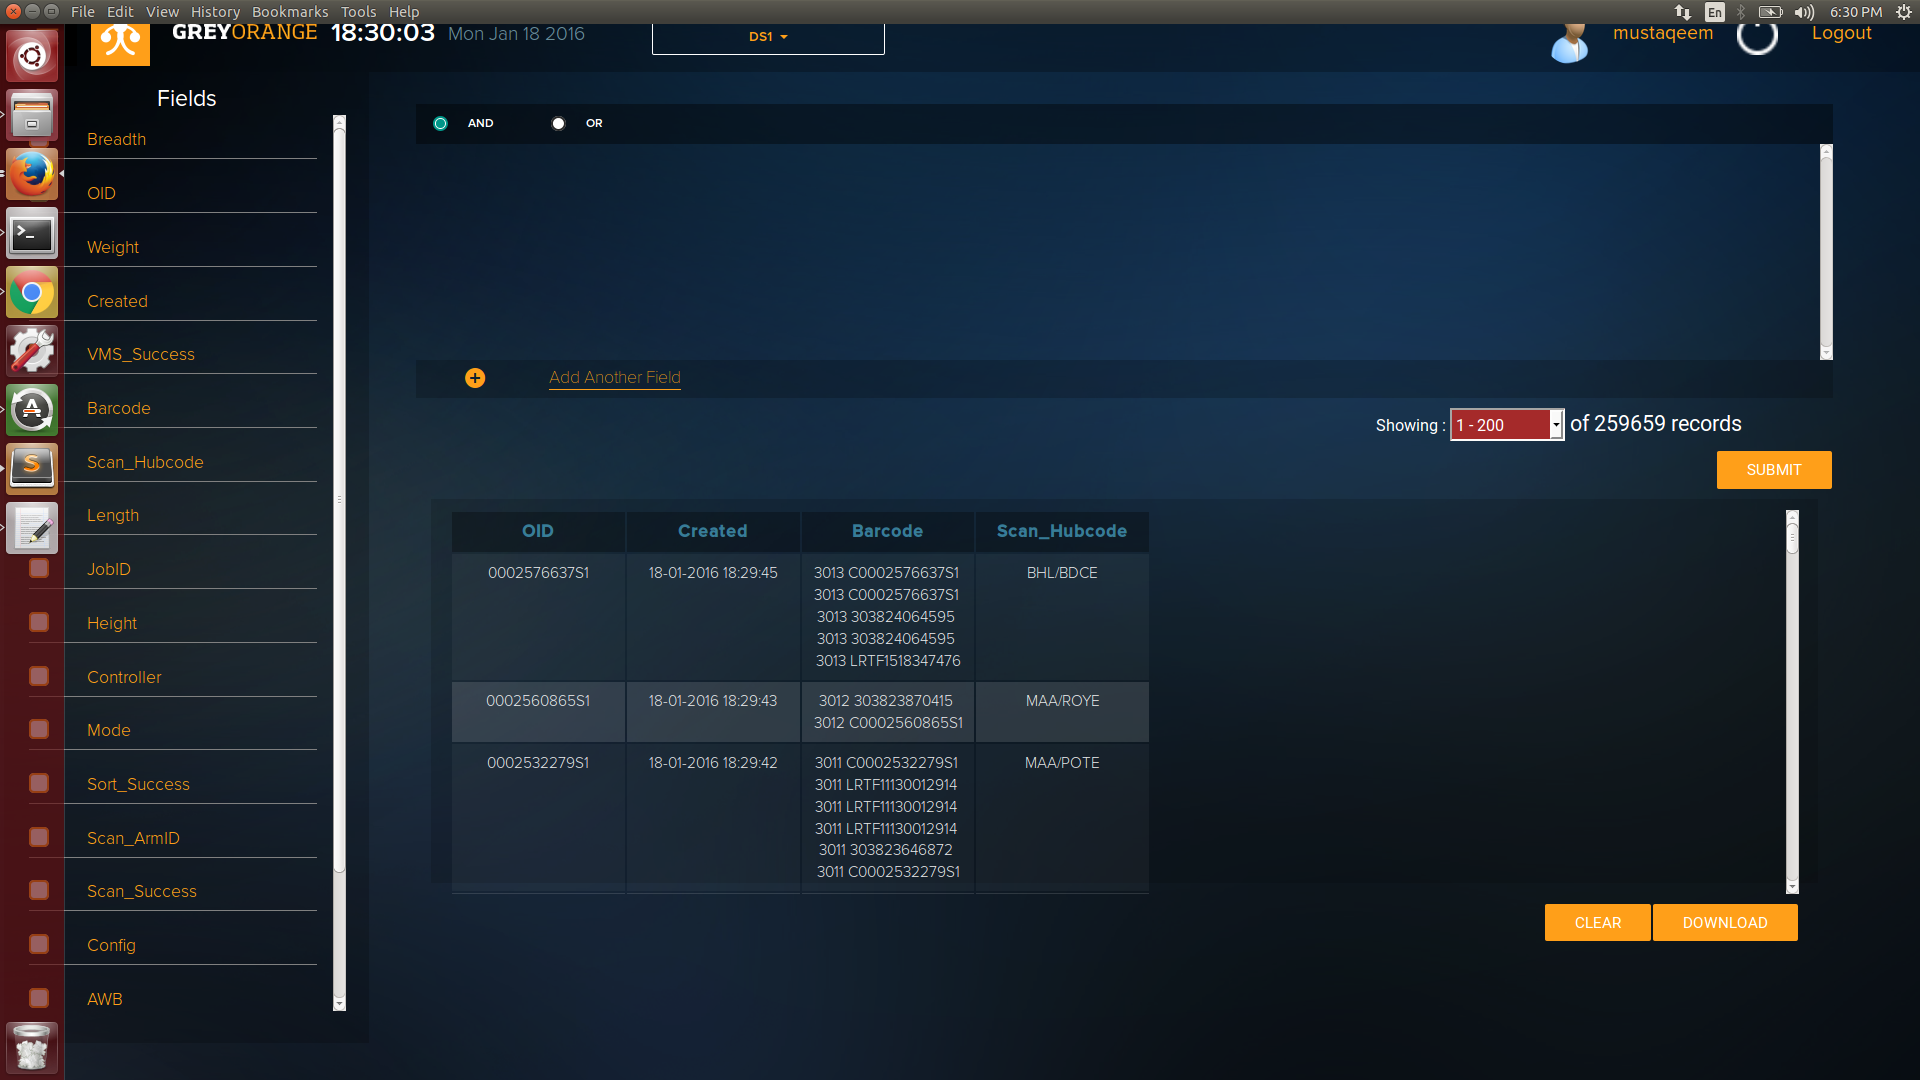 File Edit View History Bookmarks Tools Help
En 6:30 PM
GREYORANGE 18:30:03 Mon Jan 18 2016
DS1
mustaqeem
Logout
Fields
Breadth
OID
Weight
Created
VMS_Success
Barcode
Scan_Hubcode
Length
JobID
Height
Controller
Mode
Sort_Success
Scan_ArmID
Scan_Success
Config
AWB
AND OR
Add Another Field
Showing : 1 - 200 of 259659 records
SUBMIT
OID Created Barcode Scan_Hubcode
0002576637S1 18-01-2016 18:29:45 3013 C0002576637S1 BHL/BDCE
3013 C0002576637S1
3013 303824064595
3013 303824064595
3013 LRTF1518347476
0002560865S1 18-01-2016 18:29:43 3012 303823870415 MAA/ROYE
3012 C0002560865S1
0002532279S1 18-01-2016 18:29:42 3011 C0002532279S1 MAA/POTE
3011 LRTF11130012914
3011 LRTF11130012914
3011 LRTF11130012914
3011 303823646872
3011 C0002532279S1
CLEAR DOWNLOAD